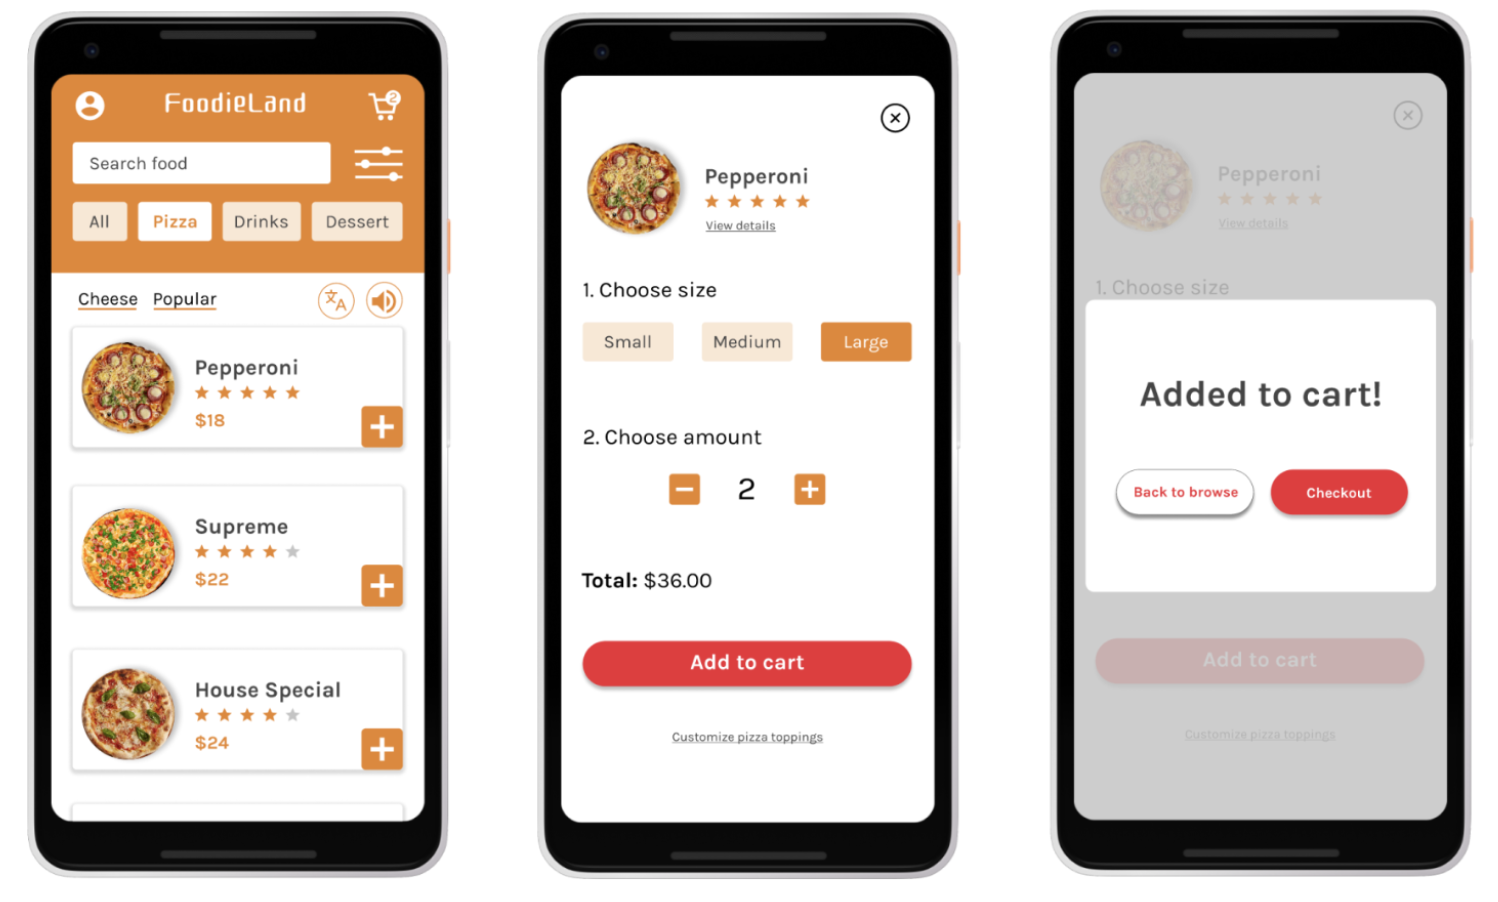 FoodieLand
2
Search food
All Pizza Drinks Dessert
Cheese Popular
文A
Pepperoni
$18
Supreme
$22
House Special
$24
Pepperoni
View details
1. Choose size
Small Medium Large
2. Choose amount
2
Total: $36.00
Add to cart
Customize pizza toppings
Pepperoni
View details
1. Choose size
Added to cart!
Back to browse Checkout
Add to cart
Customize pizza toppings